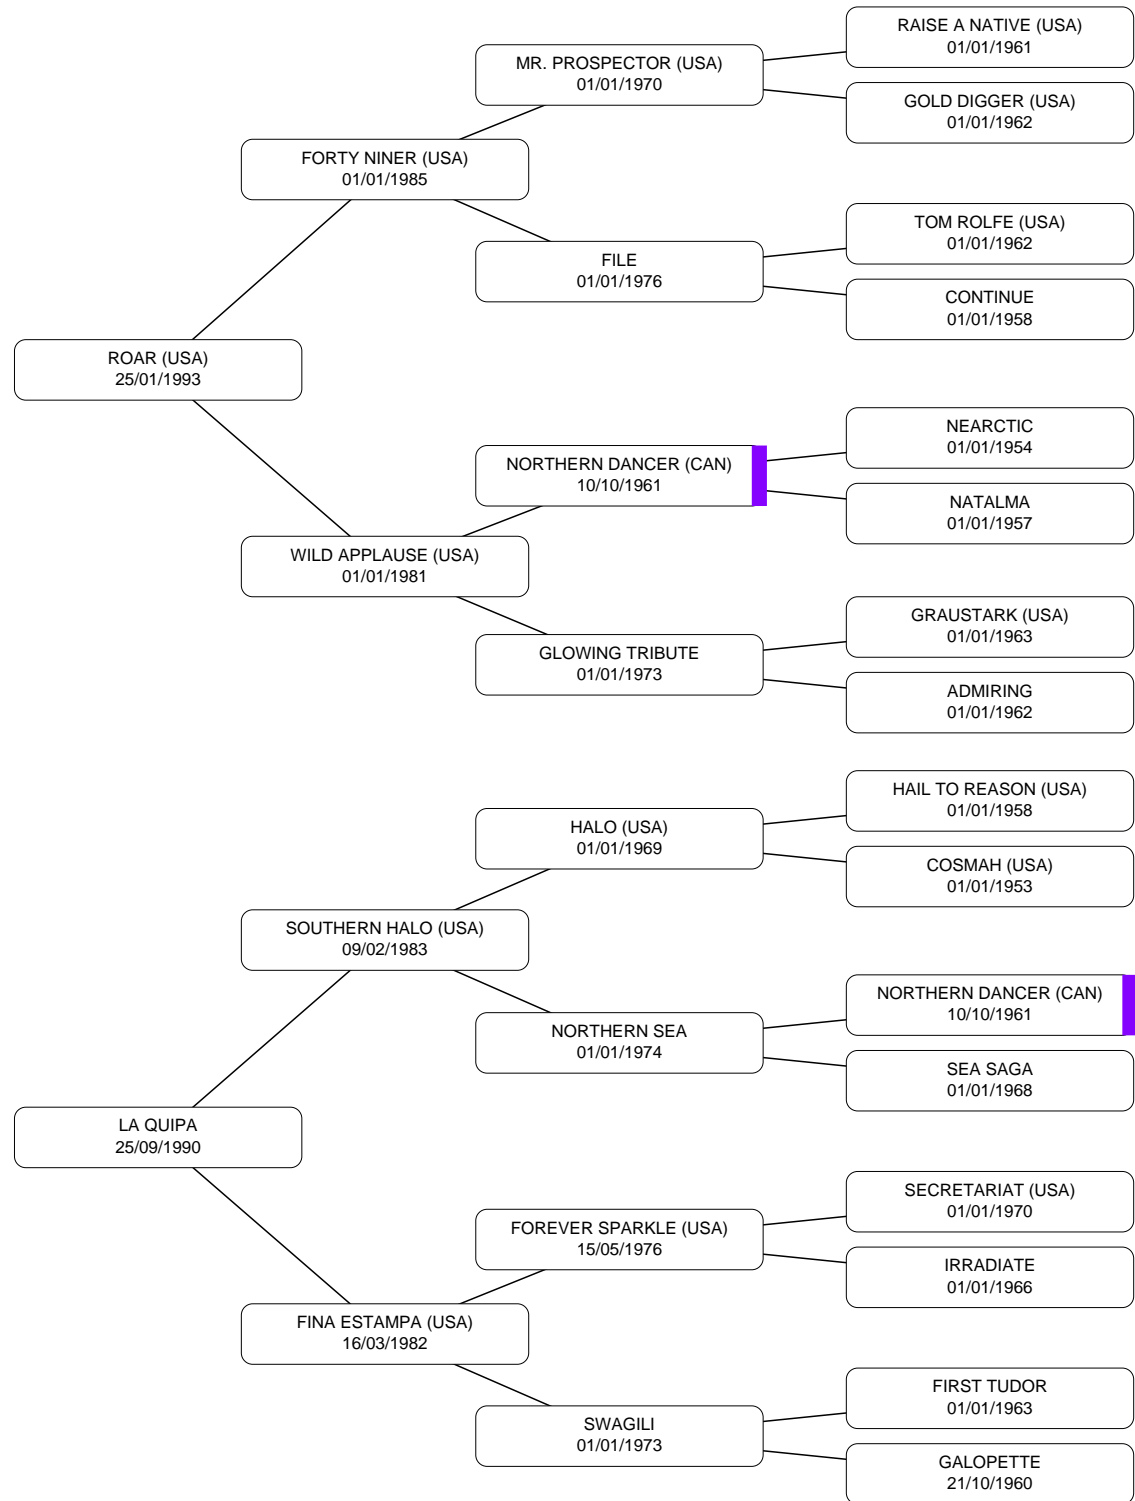 RAISE A NATIVE (USA)
01/01/1961
MR. PROSPECTOR (USA)
01/01/1970
GOLD DIGGER (USA)
01/01/1962
FORTY NINER (USA)
01/01/1985
TOM ROLFE (USA)
01/01/1962
FILE
01/01/1976
CONTINUE
01/01/1958
ROAR (USA)
25/01/1993
NEARCTIC
01/01/1954
NORTHERN DANCER (CAN)
10/10/1961
NATALMA
01/01/1957
WILD APPLAUSE (USA)
01/01/1981
GRAUSTARK (USA)
01/01/1963
GLOWING TRIBUTE
01/01/1973
ADMIRING
01/01/1962
HAIL TO REASON (USA)
01/01/1958
HALO (USA)
01/01/1969
COSMAH (USA)
01/01/1953
SOUTHERN HALO (USA)
09/02/1983
NORTHERN DANCER (CAN)
10/10/1961
NORTHERN SEA
01/01/1974
SEA SAGA
01/01/1968
LA QUIPA
25/09/1990
SECRETARIAT (USA)
01/01/1970
FOREVER SPARKLE (USA)
15/05/1976
IRRADIATE
01/01/1966
FINA ESTAMPA (USA)
16/03/1982
FIRST TUDOR
01/01/1963
SWAGILI
01/01/1973
GALOPETTE
21/10/1960